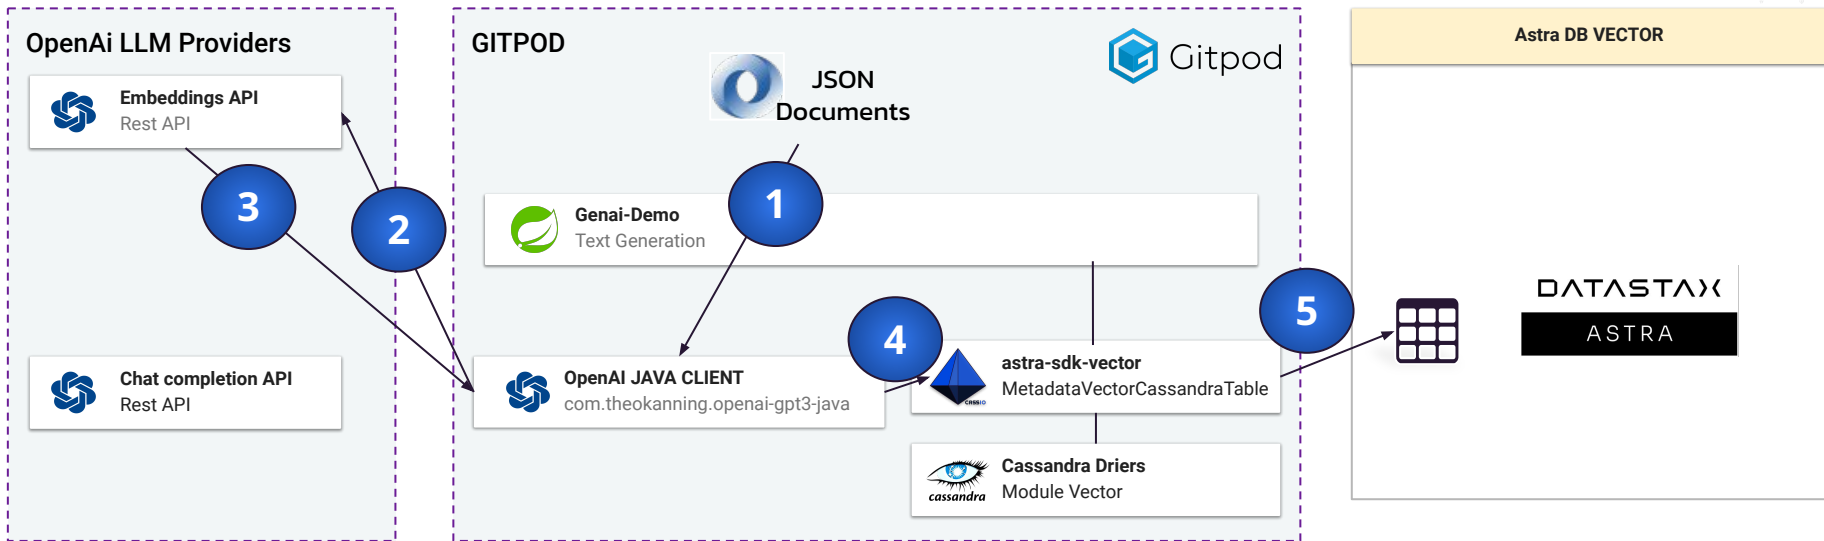 OpenAi LLM Providers
Embeddings API
Rest API
3
2
Chat completion API
Rest API
GITPOD
Gitpod
JSON
Documents
1
Genai-Demo
Text Generation
OpenAI JAVA CLIENT
com.theokanning.openai-gpt3-java
4
astra-sdk-vector
MetadataVectorCassandraTable
CASSIO
Cassandra Driers
Module Vector
cassandra
5
Astra DB VECTOR
DATASTAX
ASTRA